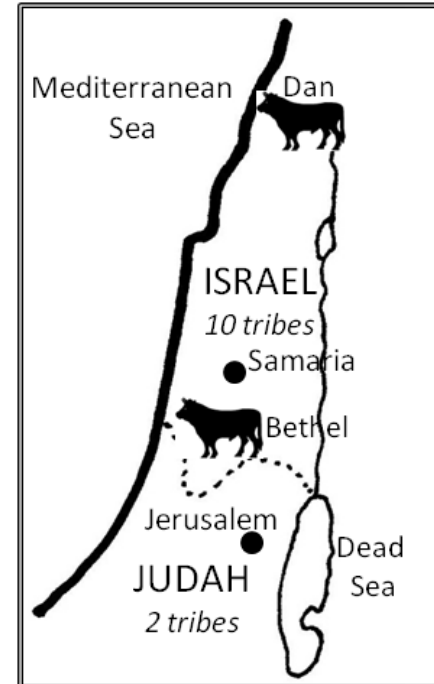 Mediterranean
Sea
Dan
ISRAEL
10 tribes
Samaria
Bethel
Jerusalem
JUDAH
2 tribes
Dead
Sea